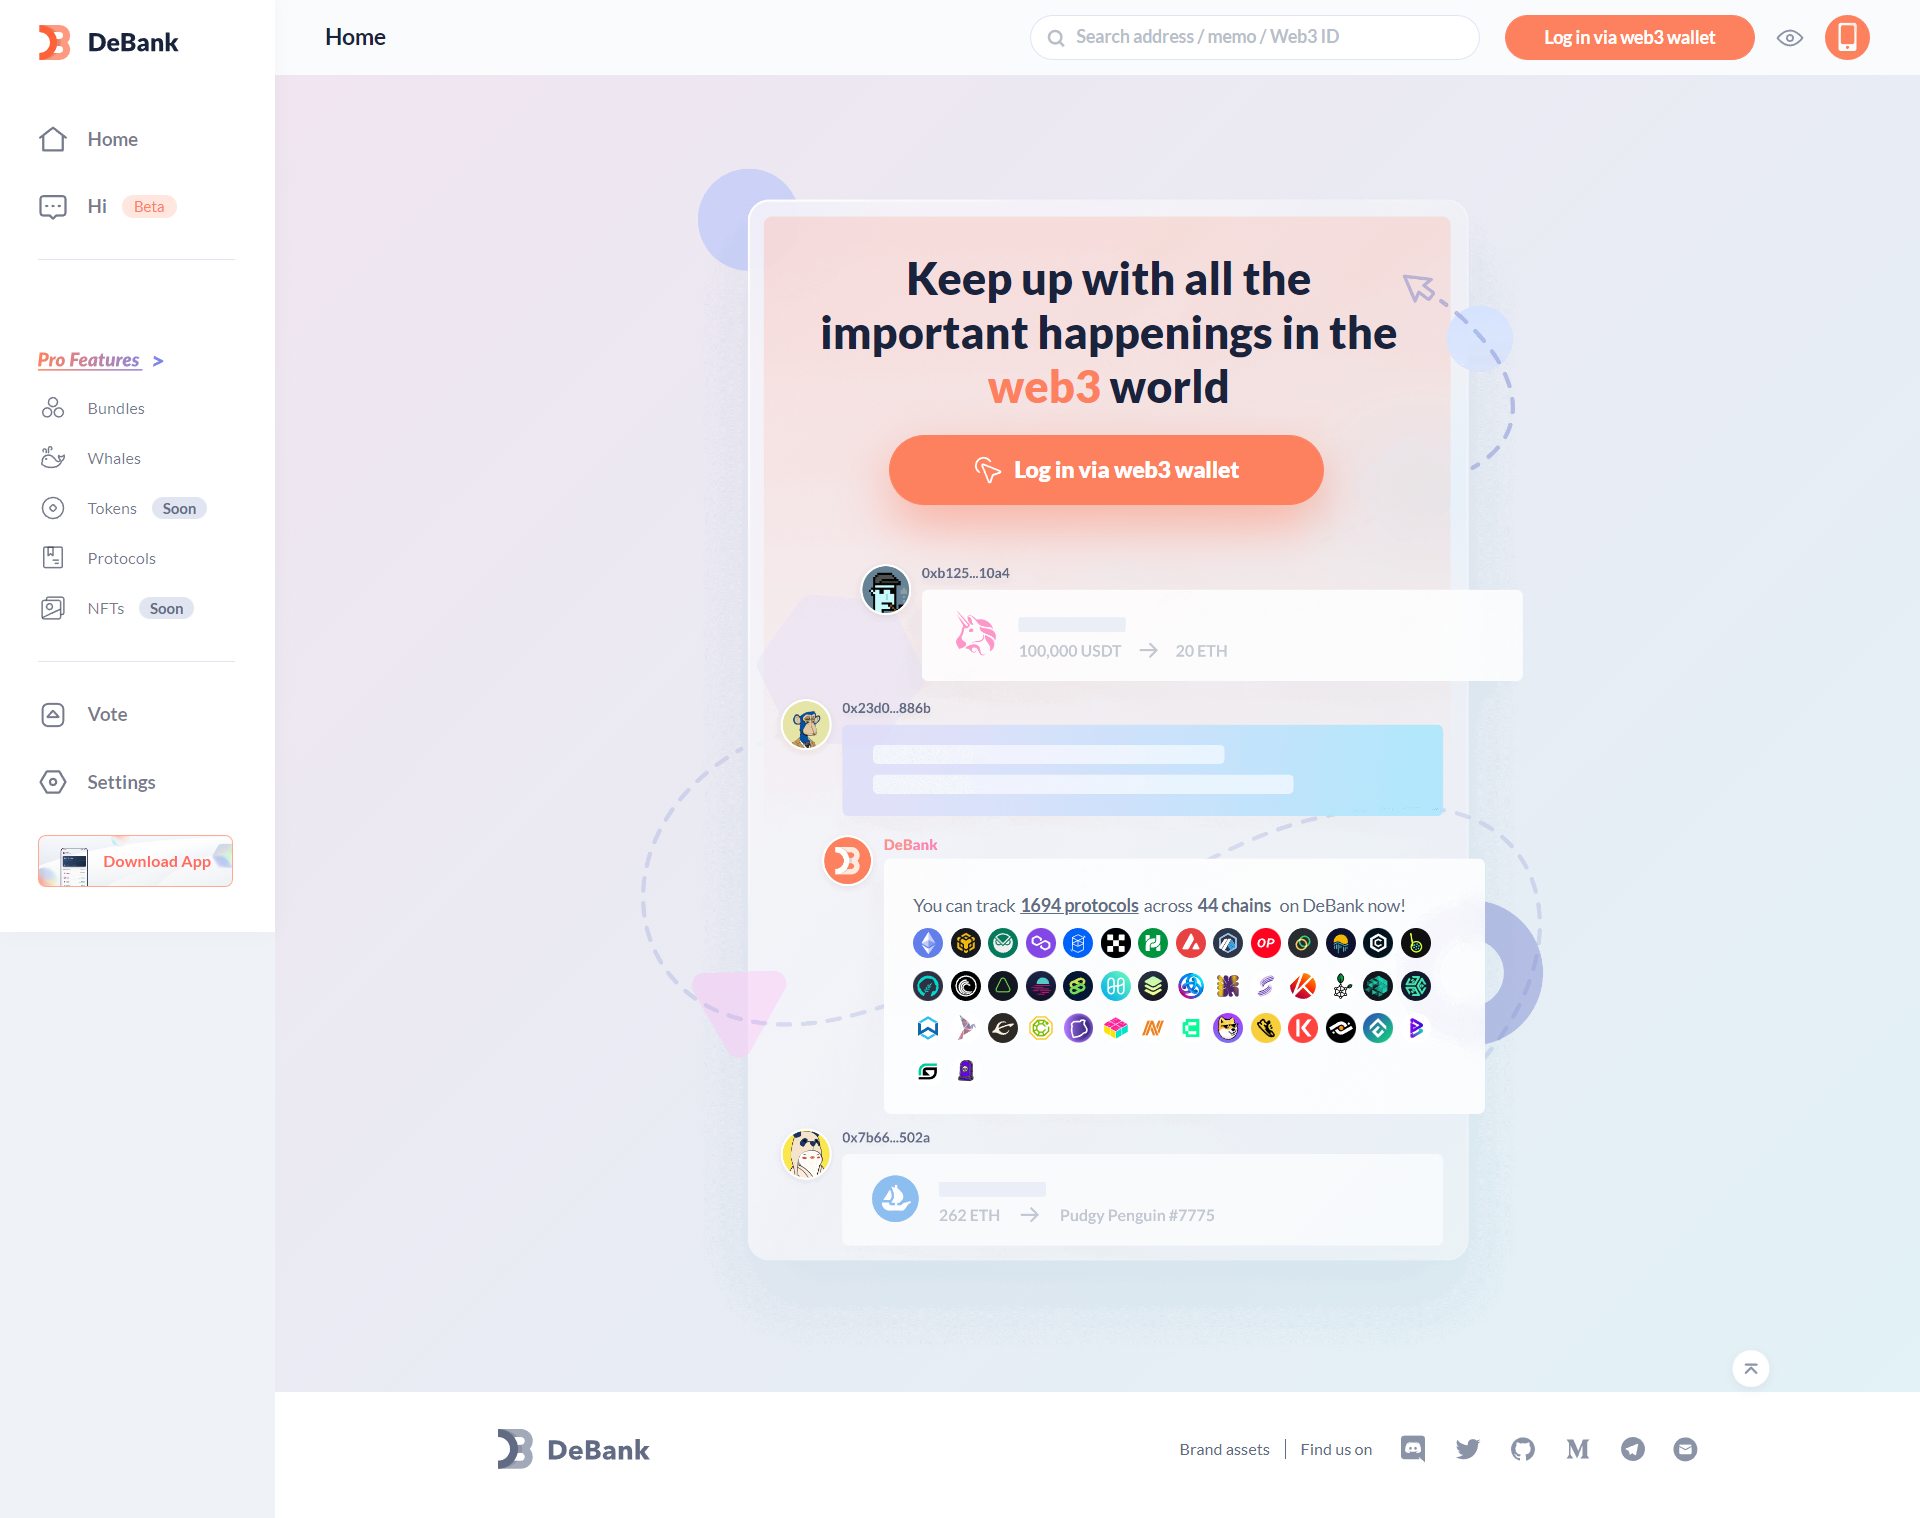 DeBank
Home
Search address / memo / Web3 ID
Log in via web3 wallet
Home
Hi Beta
Pro Features >
Bundles
Whales
Tokens Soon
Protocols
NFTs Soon
Vote
Settings
Download App
Keep up with all the
important happenings in the
web3 world
Log in via web3 wallet
0xb125...10a4
100,000 USDT → 20 ETH
0x23d0...886b
DeBank
You can track 1694 protocols across 44 chains on DeBank now!
OP
0x7b66...502a
262 ETH → Pudgy Penguin #7775
DeBank
Brand assets | Find us on